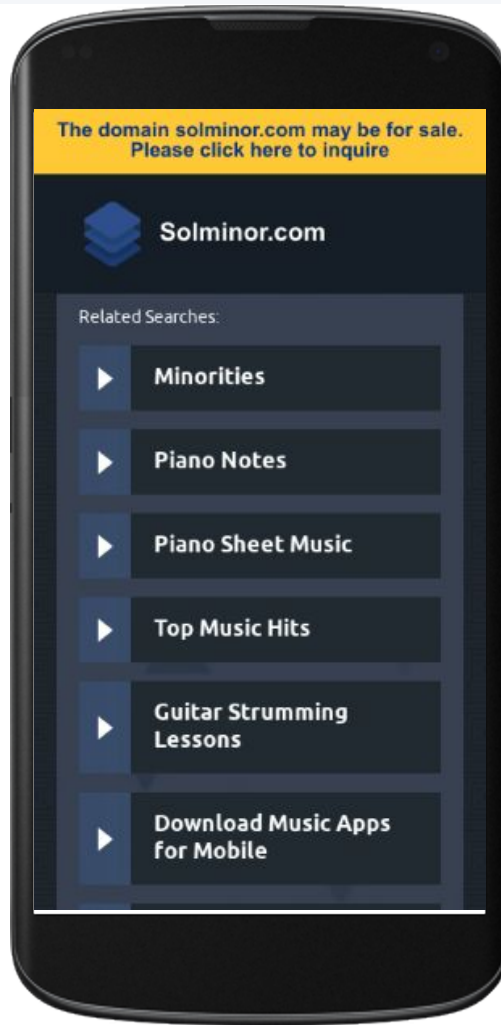 The domain solminor.com may be for sale.
Please click here to inquire
Solminor.com
Related Searches:
Minorities
Piano Notes
Piano Sheet Music
Top Music Hits
Guitar Strumming
Lessons
Download Music Apps
for Mobile